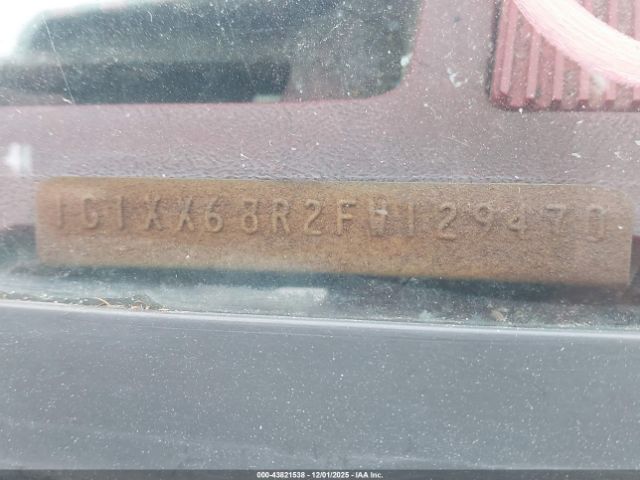 1G1XX68R2FW129470
000-43821538 - 12/01/2025 - IAA Inc.